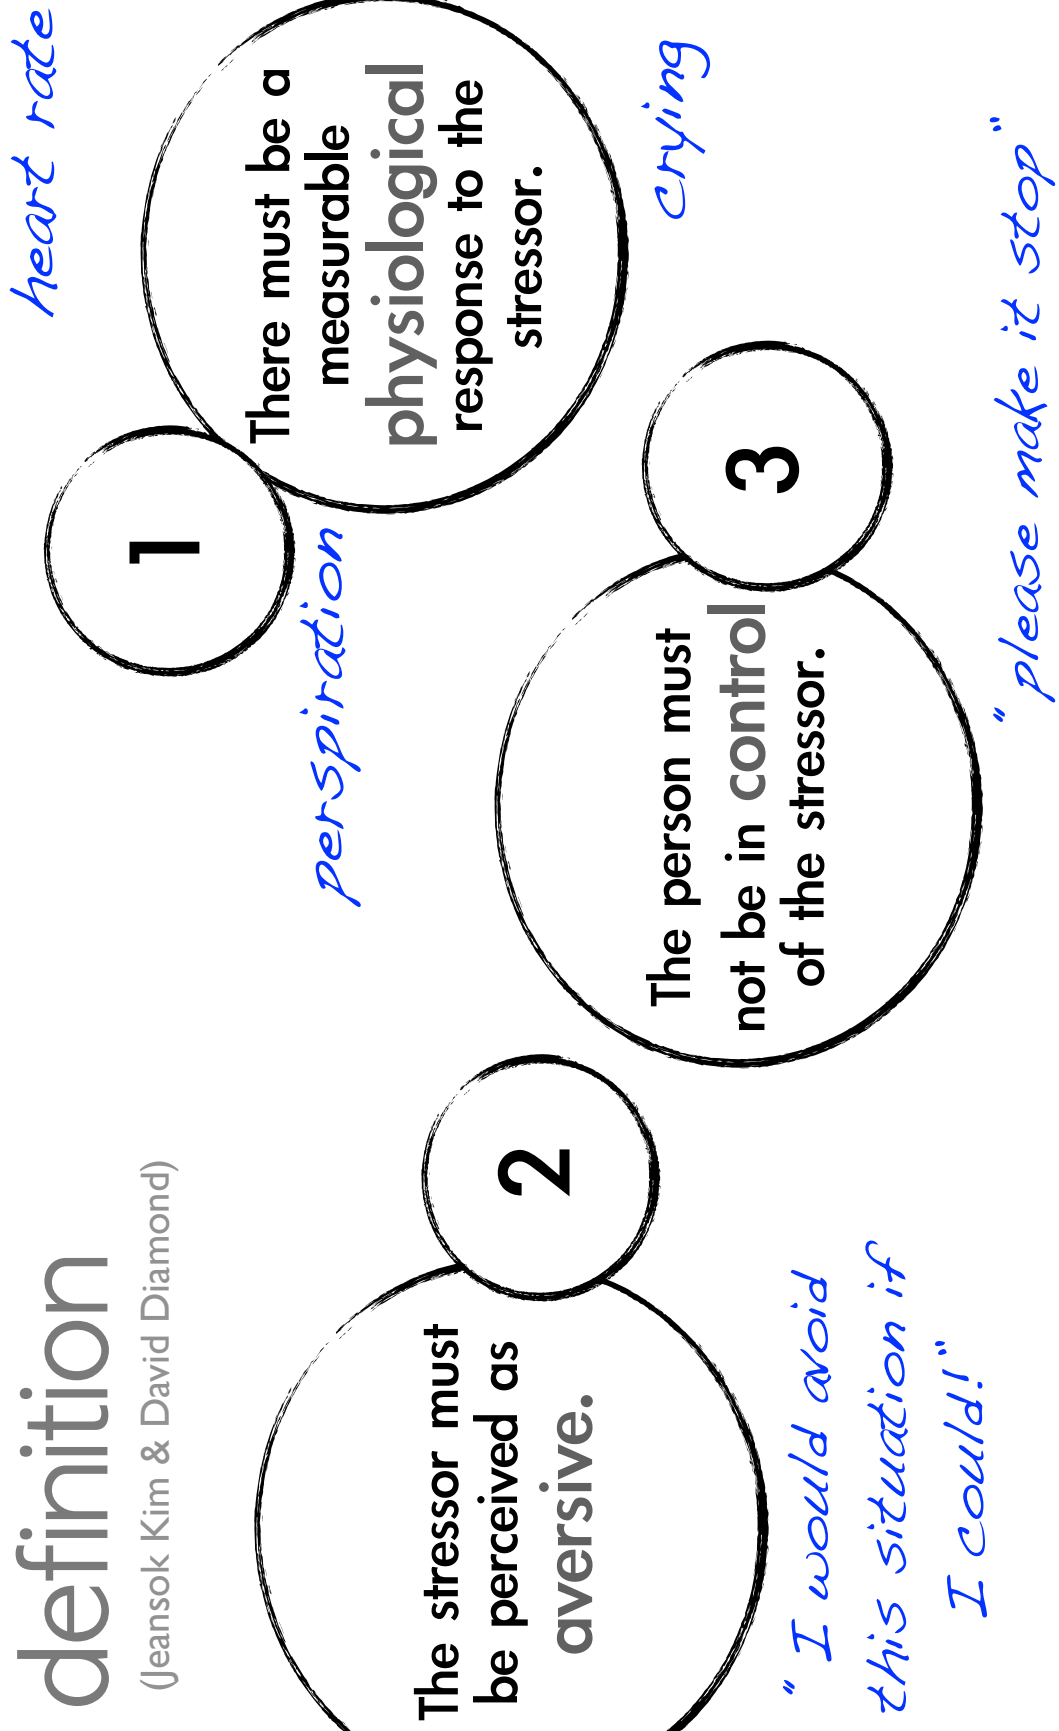 definition
(Jeansok Kim & David Diamond)
heart rate
1
There must be a
measurable
physiological
response to the
stressor.
perspiration
crying
2
The stressor must
be perceived as
aversive.
"I would avoid
this situation if
I could!"
3
The person must
not be in control
of the stressor.
"please make it stop"